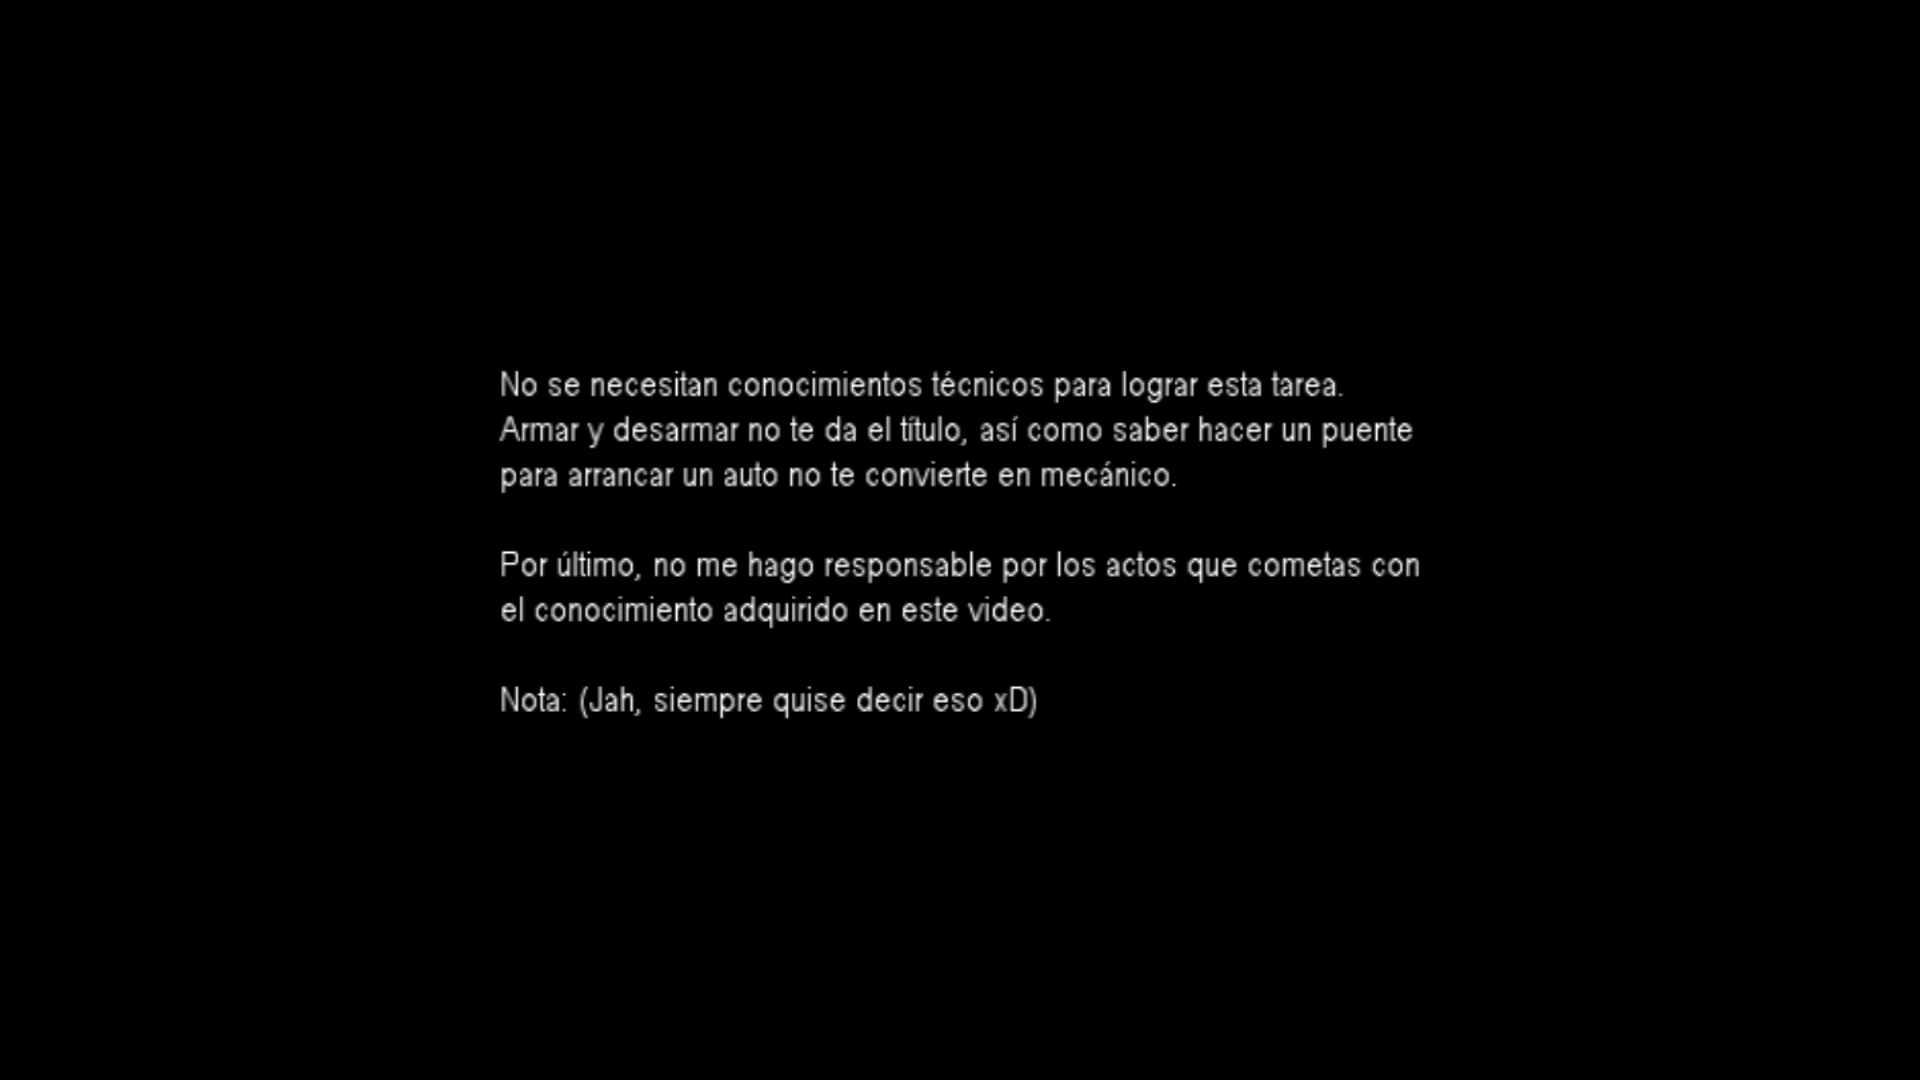 No se necesitan conocimientos técnicos para lograr esta tarea.
Armar y desarmar no te da el título, así como saber hacer un puente
para arrancar un auto no te convierte en mecánico.
Por último, no me hago responsable por los actos que cometas con
el conocimiento adquirido en este video.
Nota: (Jah, siempre quise decir eso xD)